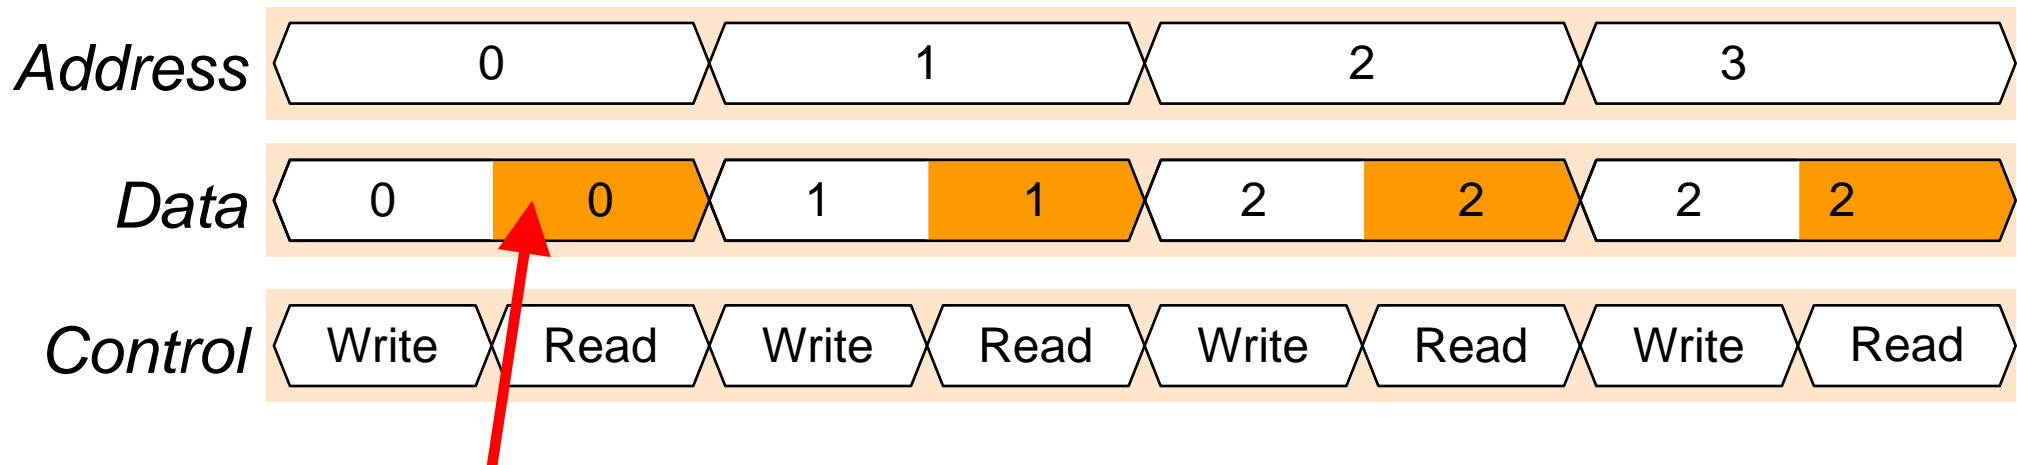 Address 0 1 2 3
Data 0 0 1 1 2 2 2 2
Control Write Read Write Read Write Read Write Read